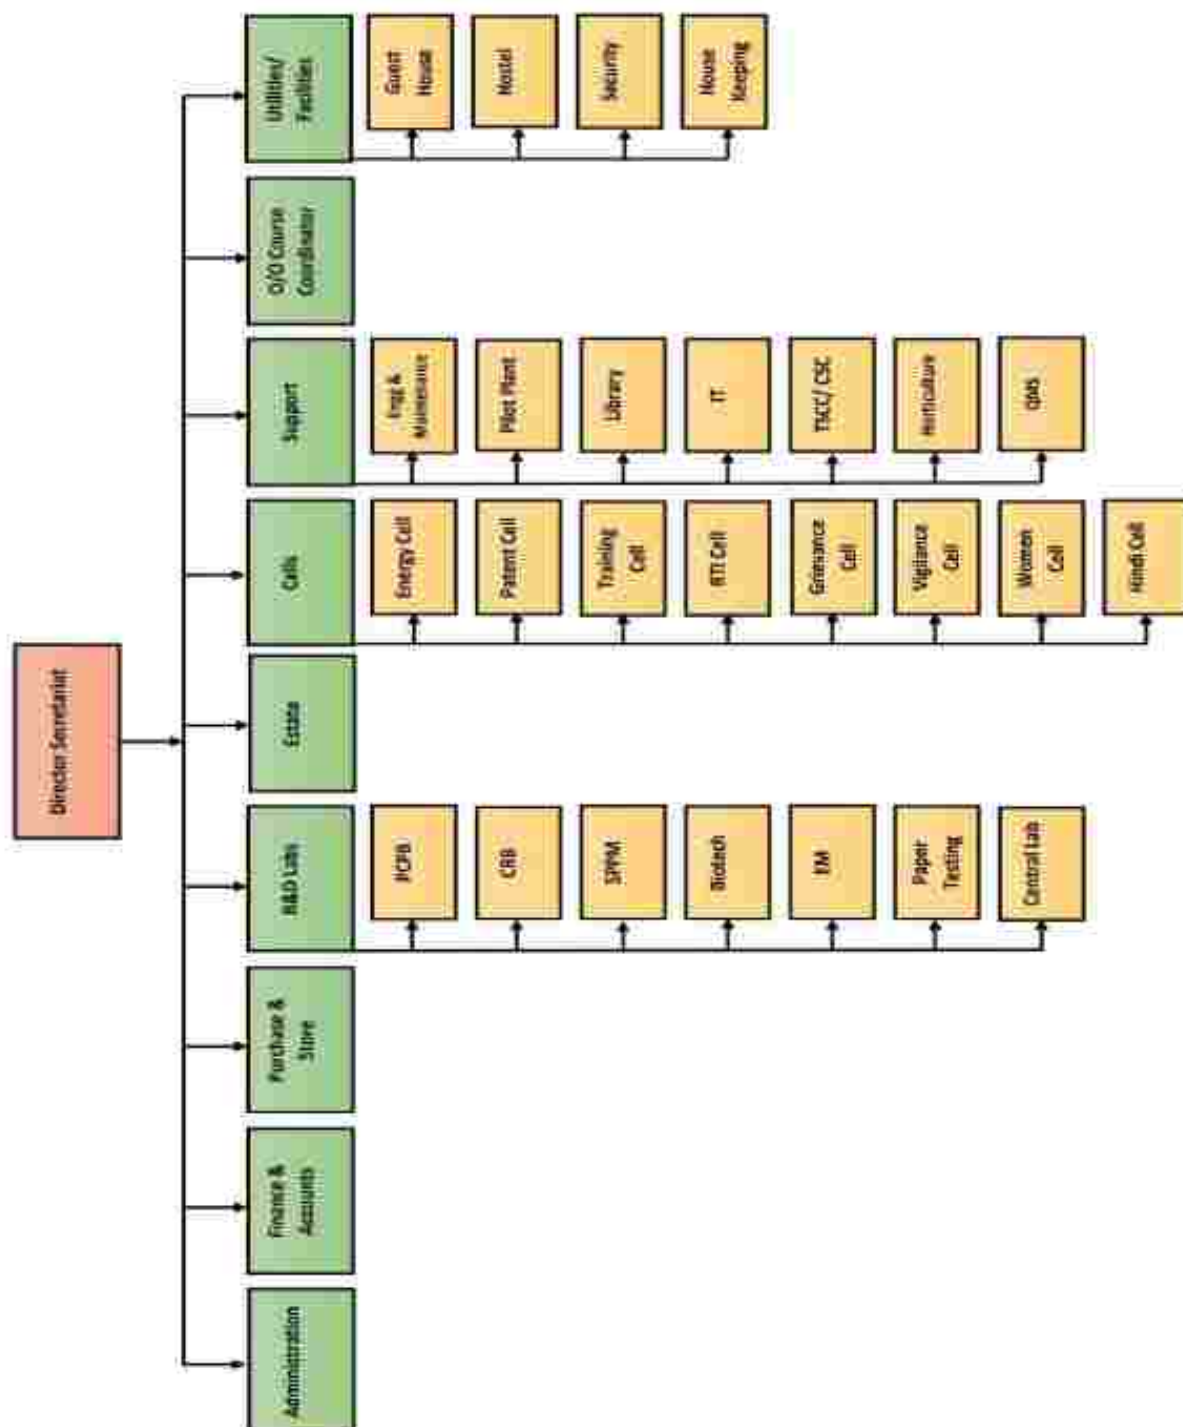 Director Secretariat
Administration
Finance &
Accounts
Purchase &
Store
R&D Labs
Estate
Cells
Support
O/O Course
Coordinator
Utilities/
Facilities
PCPB
CRB
SPPM
Biotech
EM
Paper
Testing
Central Lab
Energy Cell
Patent Cell
Training
Cell
RTI Cell
Grievance
Cell
Vigilance
Cell
Women
Cell
Hindi Cell
Engg &
Maintenance
Pilot Plant
Library
IT
TSCC/ CSC
Horticulture
QMS
Guest
House
Hostel
Security
House
Keeping